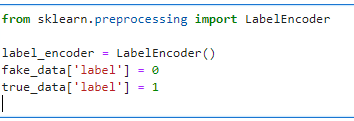 from sklearn.preprocessing import LabelEncoder
label_encoder = LabelEncoder()
fake_data['label'] = 0
true_data['label'] = 1